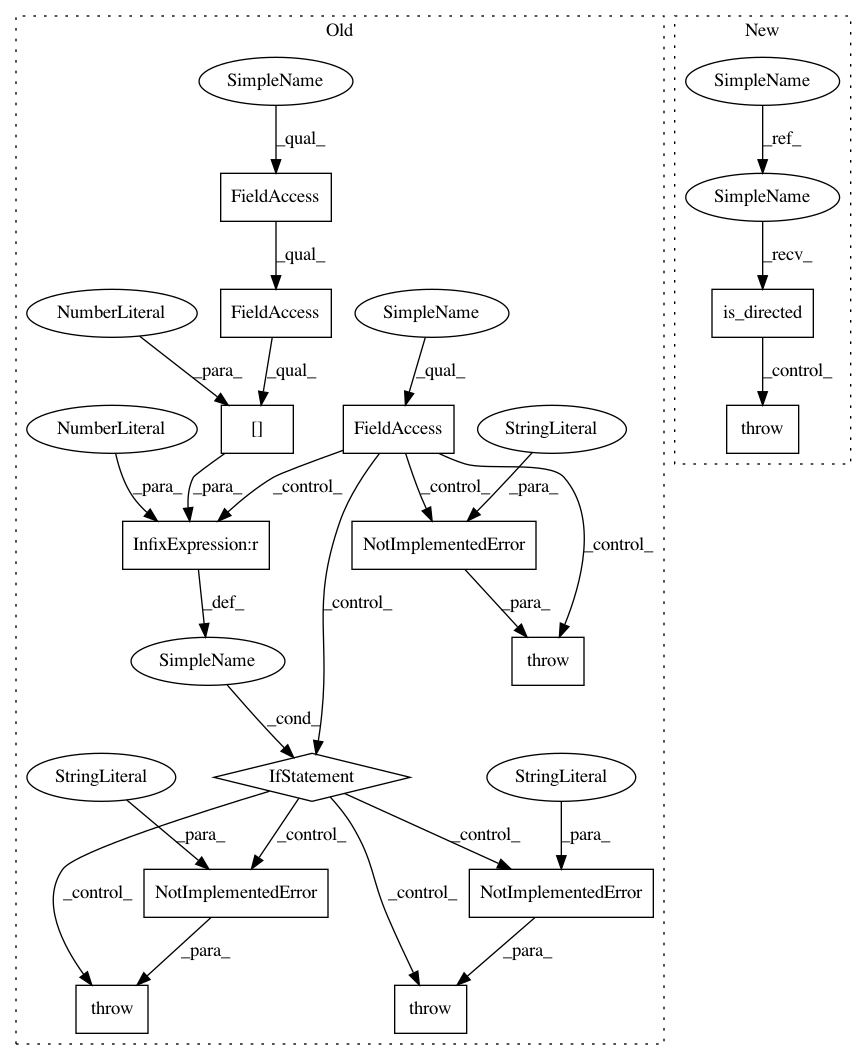 Old
New
SimpleName
SimpleName
_qual_
_ref_
FieldAccess
SimpleName
_qual_
_recv_
NumberLiteral
FieldAccess
SimpleName
is_directed
_para_
_qual_
_qual_
_control_
NumberLiteral
[]
FieldAccess
StringLiteral
throw
_para_
_para_
_control_
_control_
_para_
InfixExpression:r
NotImplementedError
_control_
_def_
_control_
_para_
SimpleName
throw
_cond_
StringLiteral
IfStatement
StringLiteral
_para_
_control_
_control_
_para_
_control_
NotImplementedError
_control_
NotImplementedError
_para_
_para_
throw
throw